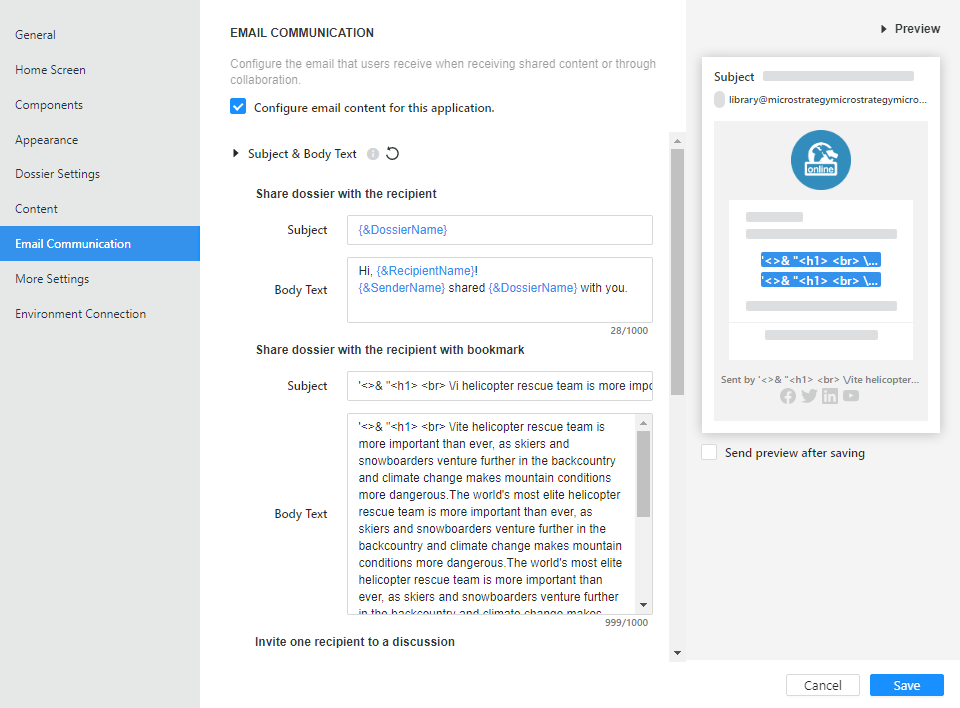 General
Home Screen
Components
Appearance
Dossier Settings
Content
Email Communication
More Settings
Environment Connection
EMAIL COMMUNICATION
Configure the email that users receive when receiving shared content or through
collaboration.
Configure email content for this application.
Subject & Body Text
Share dossier with the recipient
Subject
{&DossierName}
Body Text
Hi, {&RecipientName}!
{&SenderName} shared {&DossierName} with you.
28/1000
Share dossier with the recipient with bookmark
Subject
'<>& "<h1> <br> \/i helicopter rescue team is more impo
Body Text
'<>& "<h1> <br> \/ite helicopter rescue team is
more important than ever, as skiers and
snowboarders venture further in the backcountry
and climate change makes mountain conditions
more dangerous.The world's most elite helicopter
rescue team is more important than ever, as
skiers and snowboarders venture further in the
backcountry and climate change makes mountain
conditions more dangerous.The world's most elite
helicopter rescue team is more important than
ever, as skiers and snowboarders venture further
in the backcountry and climate change makes
999/1000
Invite one recipient to a discussion
Preview
Subject
library@microstrategymicrostrategymicro...
online
'<>& "<h1> <br> \...
'<>& "<h1> <br> \...
Sent by '<>& "<h1> <br> \/ite helicopter...
Send preview after saving
Cancel
Save